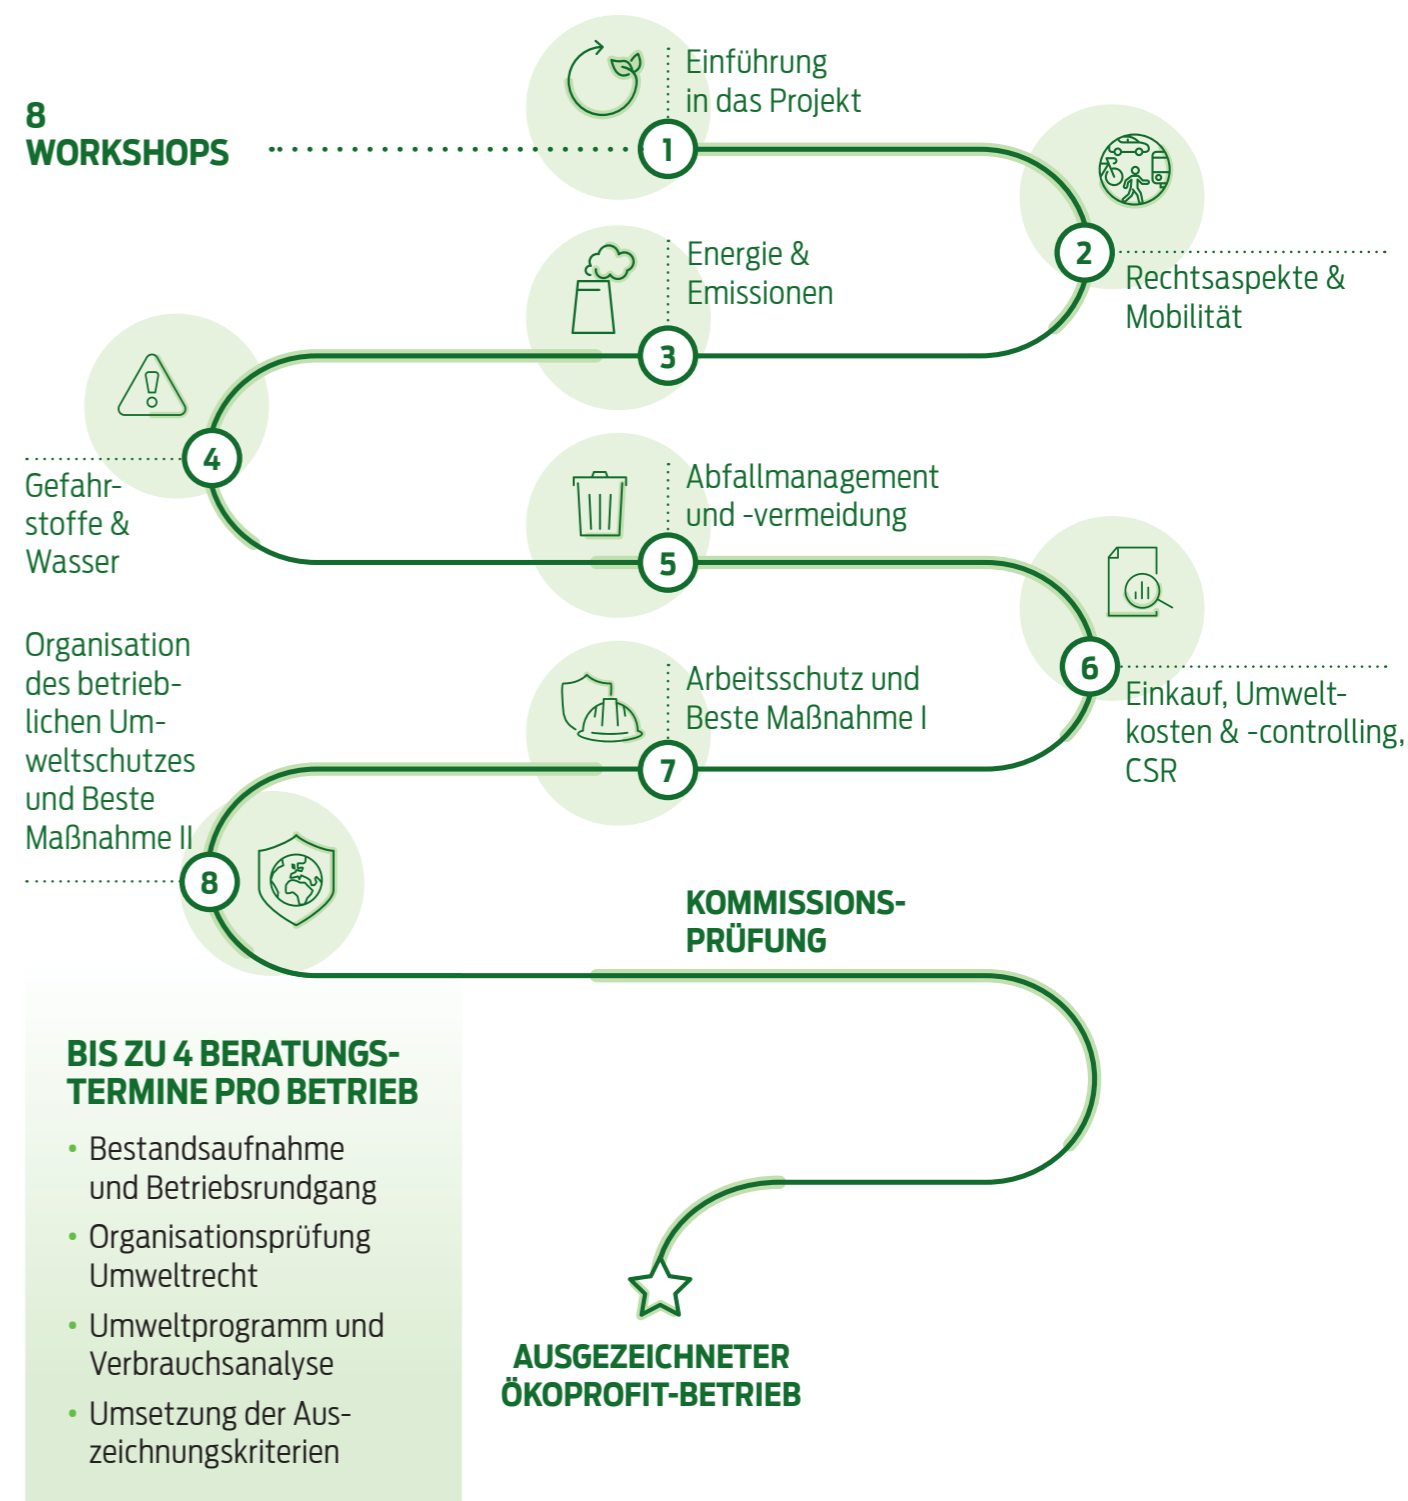 8
WORKSHOPS
1
Einführung
in das Projekt
2
Rechtsaspekte &
Mobilität
3
Energie &
Emissionen
4
Gefahr-
stoffe &
Wasser
5
Abfallmanagement
und -vermeidung
6
Einkauf, Umwelt-
kosten & -controlling,
CSR
7
Arbeitsschutz und
Beste Maßnahme I
8
Organisation
des betrieb-
lichen Um-
weltschutzes
und Beste
Maßnahme II
KOMMISSIONS-
PRÜFUNG
BIS ZU 4 BERATUNGS-
TERMINE PRO BETRIEB
• Bestandsaufnahme
und Betriebsrundgang
• Organisationsprüfung
Umweltrecht
• Umweltprogramm und
Verbrauchsanalyse
• Umsetzung der Aus-
zeichnungskriterien
AUSGEZEICHNETER
ÖKOPROFIT-BETRIEB